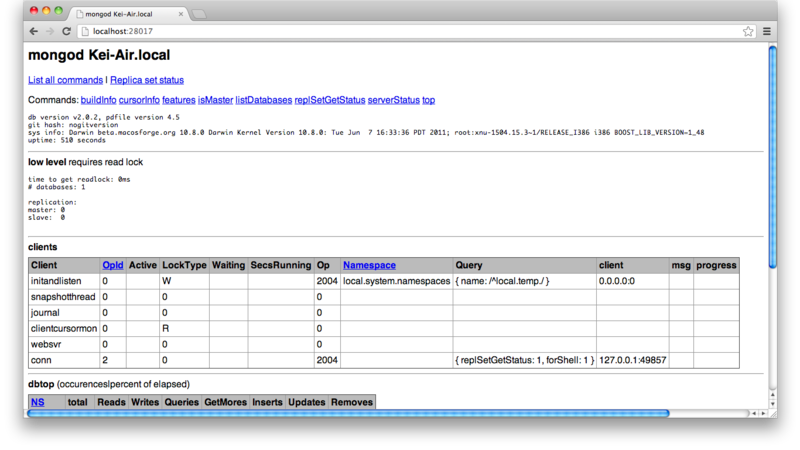 mongod Kei-Air.local
localhost:28017
mongod Kei-Air.local
List all commands | Replica set status
Commands: buildInfo cursorInfo features isMaster listDatabases replSetGetStatus serverStatus top
db version v2.0.2, pdfile version 4.5
git hash: nogitversion
sys info: Darwin beta.macosforge.org 10.8.0 Darwin Kernel Version 10.8.0: Tue Jun  7 16:33:36 PDT 2011; root:xnu-1504.15.3~1/RELEASE_I386 i386 BOOST_LIB_VERSION=1_48
uptime: 510 seconds
low level requires read lock
time to get readlock: 0ms
# databases: 1
replication:
master: 0
slave:  0
clients
Client OpId Active LockType Waiting SecsRunning Op Namespace Query client msg progress
initandlisten 0 W 2004 local.system.namespaces { name: /^local.temp./ } 0.0.0.0:0
snapshotthread 0 0 0
journal 0 0 0
clientcursormon 0 R 0
websvr 0 0 0
conn 2 0 2004 { replSetGetStatus: 1, forShell: 1 } 127.0.0.1:49857
dbtop (occurences|percent of elapsed)
NS total Reads Writes Queries GetMores Inserts Updates Removes